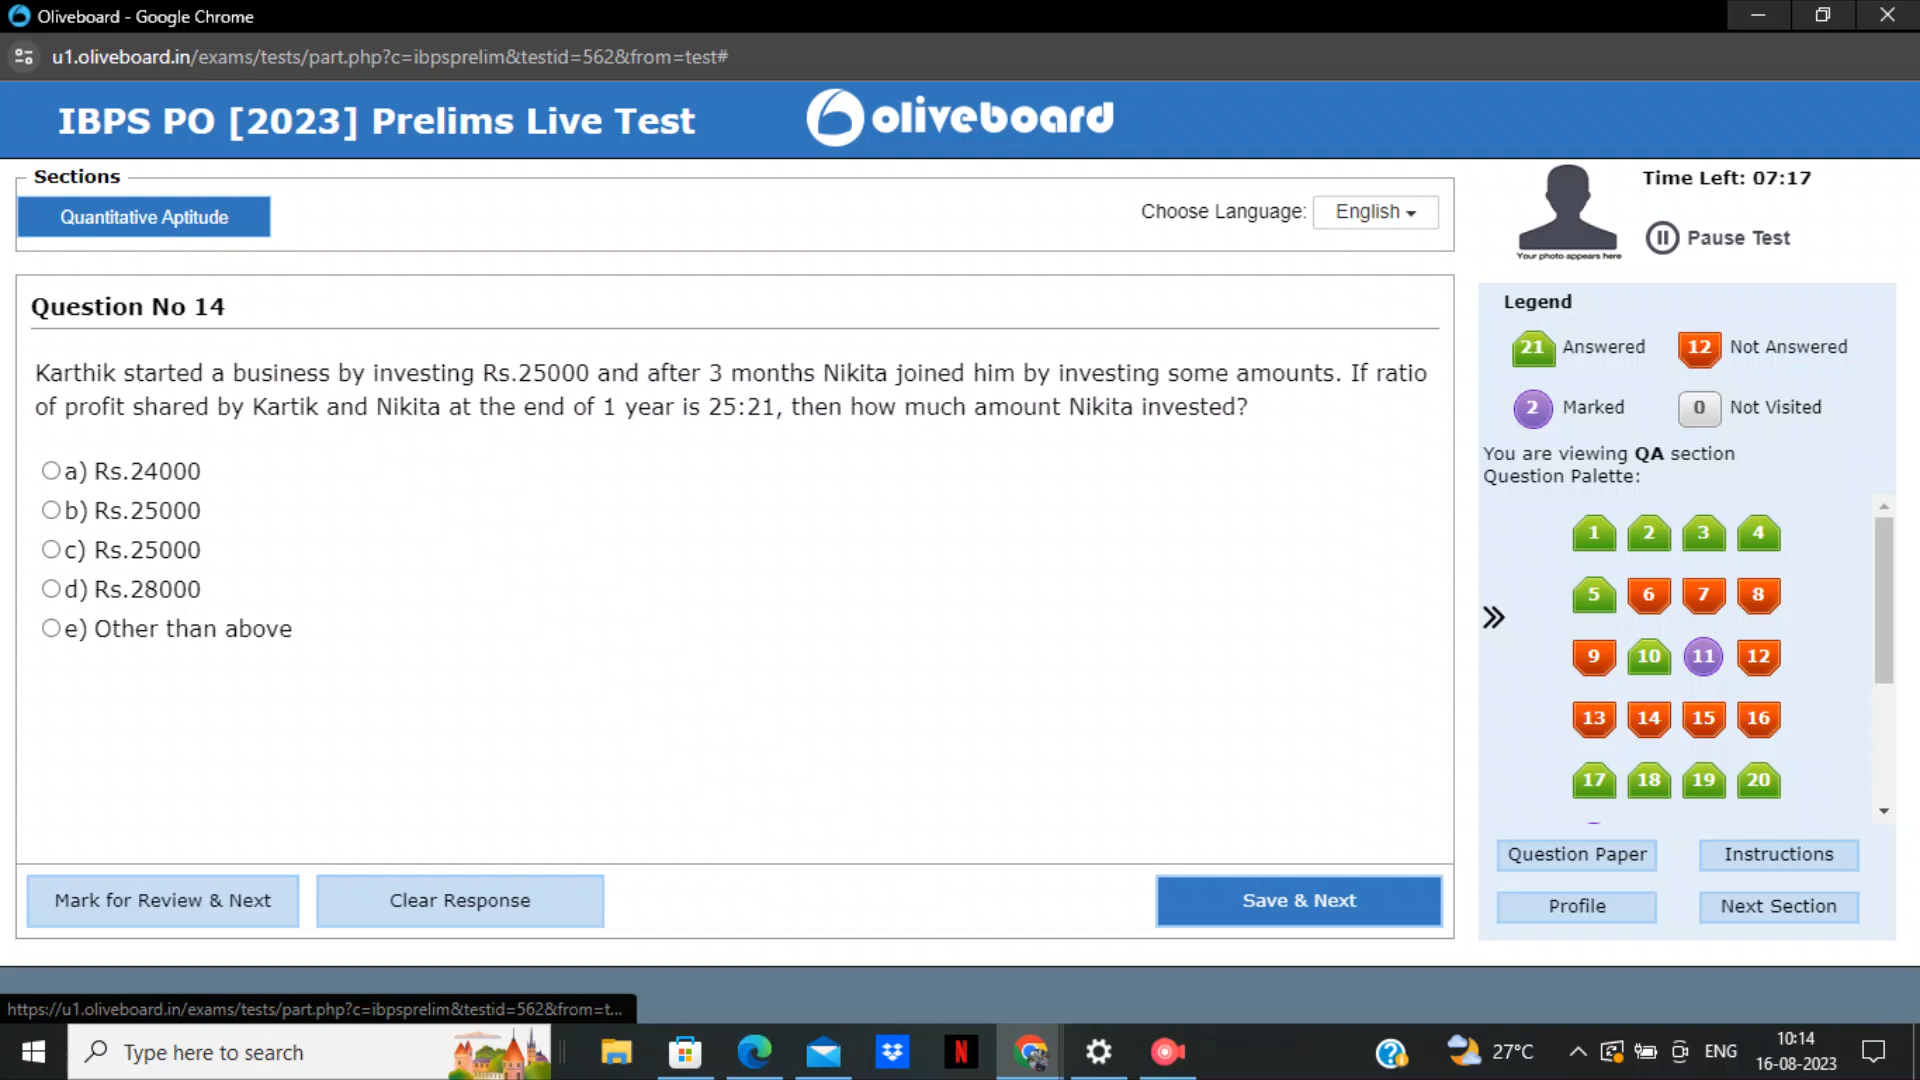 Oliveboard - Google Chrome
u1.oliveboard.in/exams/tests/part.php?c=ibpsprelim&testid=562&from=test#
IBPS PO [2023] Prelims Live Test
oliveboard
Sections
Quantitative Aptitude
Choose Language: English
Your photo appears here
Time Left: 07:17
Pause Test
Question No 14
Karthik started a business by investing Rs.25000 and after 3 months Nikita joined him by investing some amounts. If ratio
of profit shared by Kartik and Nikita at the end of 1 year is 25:21, then how much amount Nikita invested?
a) Rs.24000
b) Rs.25000
c) Rs.25000
d) Rs.28000
e) Other than above
Mark for Review & Next
Clear Response
Save & Next
Legend
21 Answered
12 Not Answered
2 Marked
0 Not Visited
You are viewing QA section
Question Palette:
1 2 3 4
5 6 7 8
9 10 11 12
13 14 15 16
17 18 19 20
Question Paper
Instructions
Profile
Next Section
https://u1.oliveboard.in/exams/tests/part.php?c=ibpsprelim&testid=562&from=t...
Type here to search
N
27°C
ENG
10:14
16-08-2023